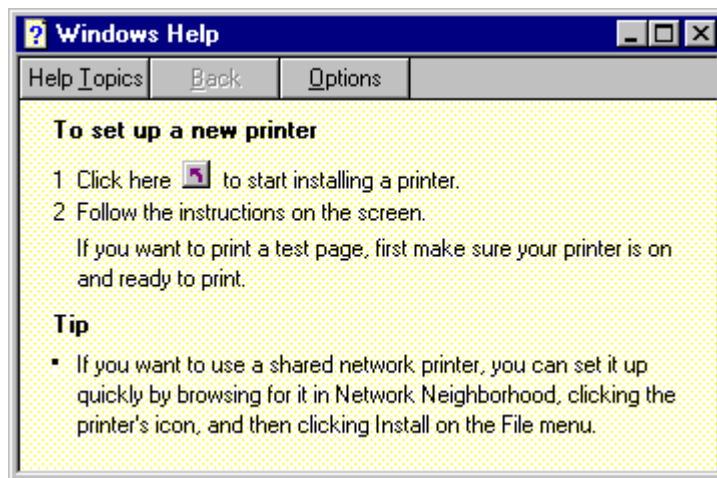 Windows Help
Help Topics Back Options
To set up a new printer
1 Click here to start installing a printer.
2 Follow the instructions on the screen.
If you want to print a test page, first make sure your printer is on
and ready to print.
Tip
▪ If you want to use a shared network printer, you can set it up
quickly by browsing for it in Network Neighborhood, clicking the
printer's icon, and then clicking Install on the File menu.